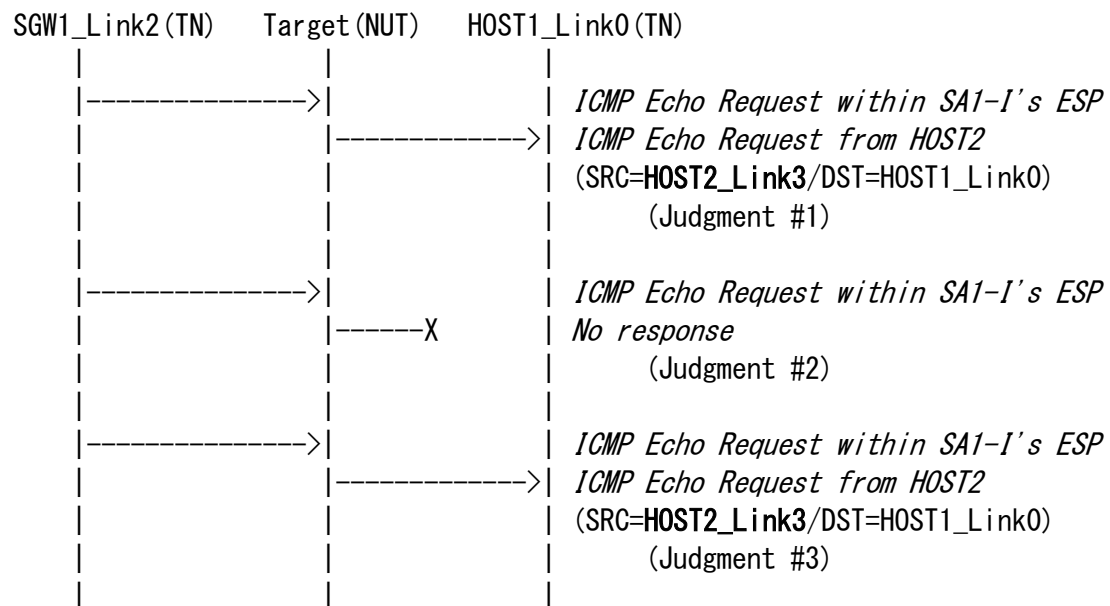 SGW1_Link2(TN) Target(NUT) HOST1_Link0(TN)
ICMP Echo Request within SA1-I's ESP
ICMP Echo Request from HOST2
(SRC=HOST2_Link3/DST=HOST1_Link0)
(Judgment #1)
ICMP Echo Request within SA1-I's ESP
X No response
(Judgment #2)
ICMP Echo Request within SA1-I's ESP
ICMP Echo Request from HOST2
(SRC=HOST2_Link3/DST=HOST1_Link0)
(Judgment #3)